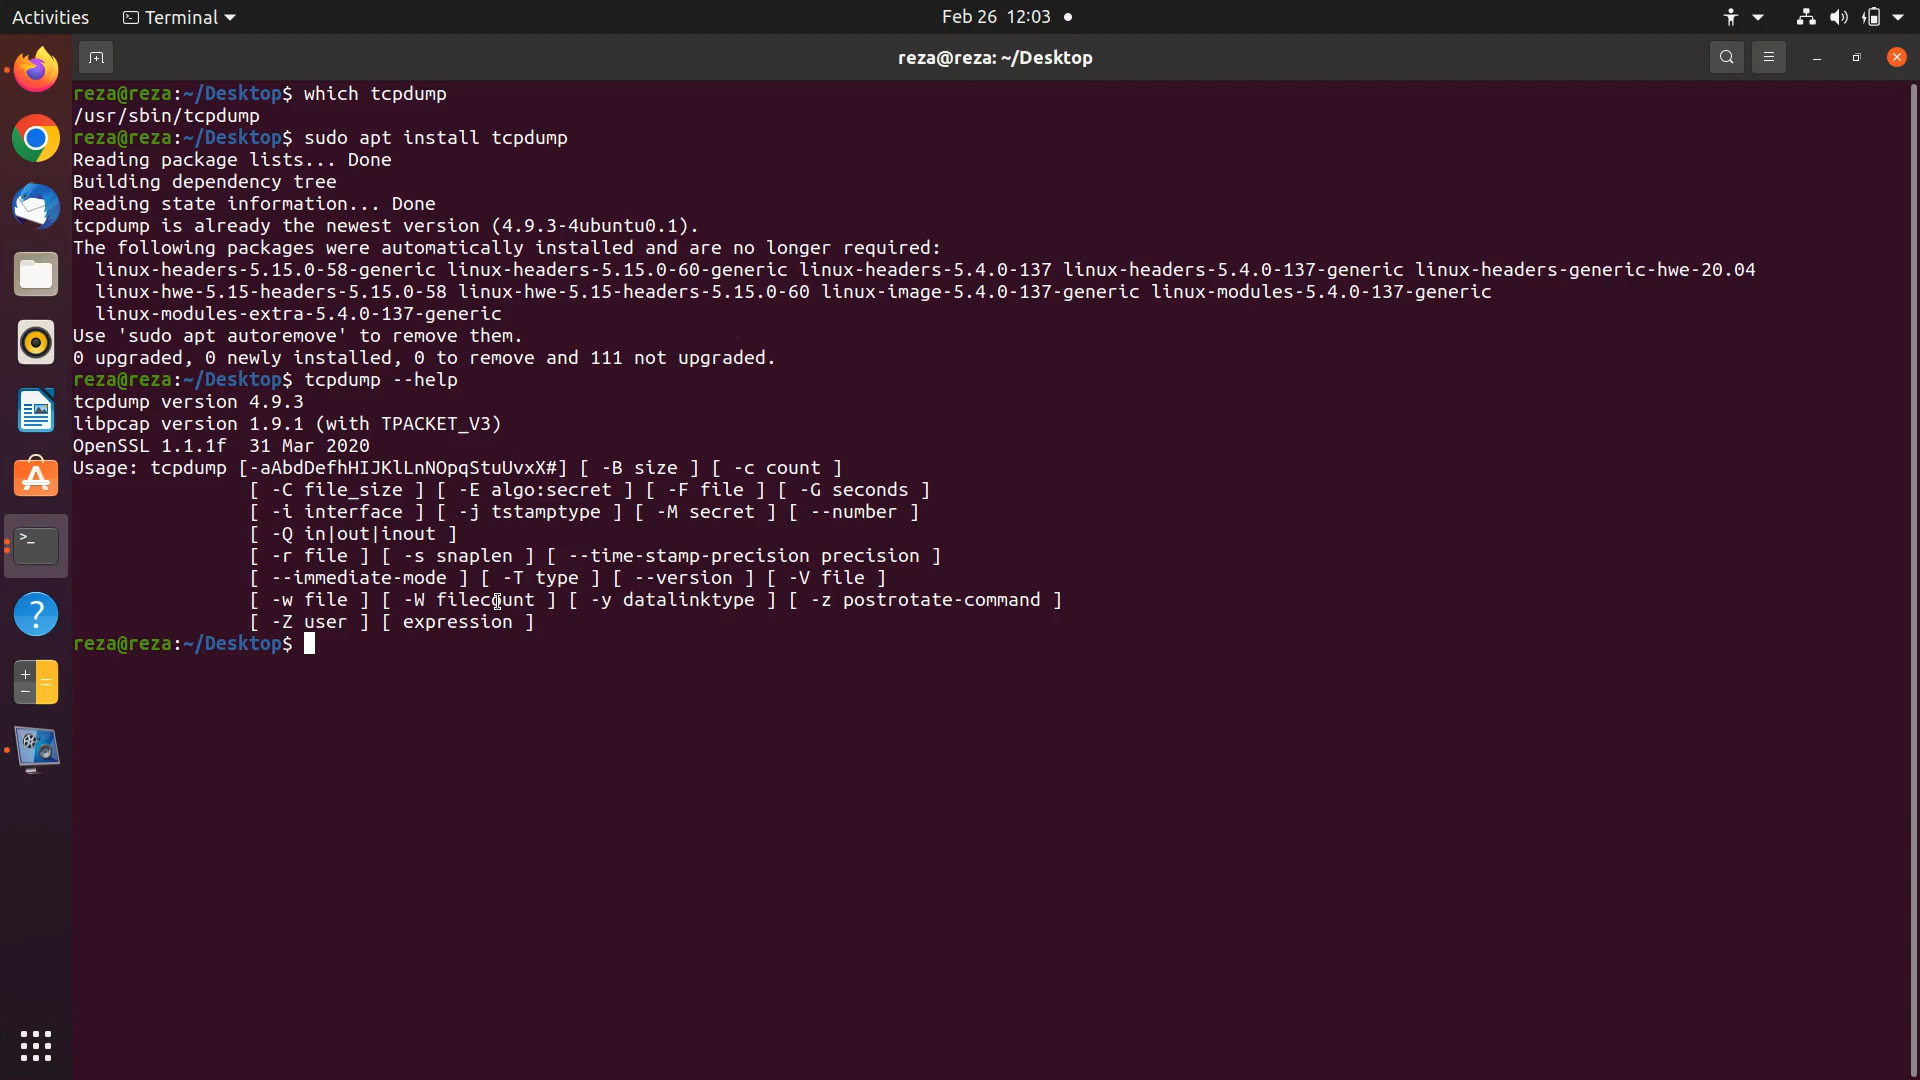 Activities Terminal Feb 26 12:03
reza@reza: ~/Desktop
reza@reza:~/Desktop$ which tcpdump
/usr/sbin/tcpdump
reza@reza:~/Desktop$ sudo apt install tcpdump
Reading package lists... Done
Building dependency tree
Reading state information... Done
tcpdump is already the newest version (4.9.3-4ubuntu0.1).
The following packages were automatically installed and are no longer required:
  linux-headers-5.15.0-58-generic linux-headers-5.15.0-60-generic linux-headers-5.4.0-137 linux-headers-5.4.0-137-generic linux-headers-generic-hwe-20.04
  linux-hwe-5.15-headers-5.15.0-58 linux-hwe-5.15-headers-5.15.0-60 linux-image-5.4.0-137-generic linux-modules-5.4.0-137-generic
  linux-modules-extra-5.4.0-137-generic
Use 'sudo apt autoremove' to remove them.
0 upgraded, 0 newly installed, 0 to remove and 111 not upgraded.
reza@reza:~/Desktop$ tcpdump --help
tcpdump version 4.9.3
libpcap version 1.9.1 (with TPACKET_V3)
OpenSSL 1.1.1f  31 Mar 2020
Usage: tcpdump [-aAbdDefhHIJKlLnNOpqStuUvxX#] [ -B size ] [ -c count ]
                [ -C file_size ] [ -E algo:secret ] [ -F file ] [ -G seconds ]
                [ -i interface ] [ -j tstamptype ] [ -M secret ] [ --number ]
                [ -Q in|out|inout ]
                [ -r file ] [ -s snaplen ] [ --time-stamp-precision precision ]
                [ --immediate-mode ] [ -T type ] [ --version ] [ -V file ]
                [ -w file ] [ -W filecount ] [ -y datalinktype ] [ -z postrotate-command ]
                [ -Z user ] [ expression ]
reza@reza:~/Desktop$